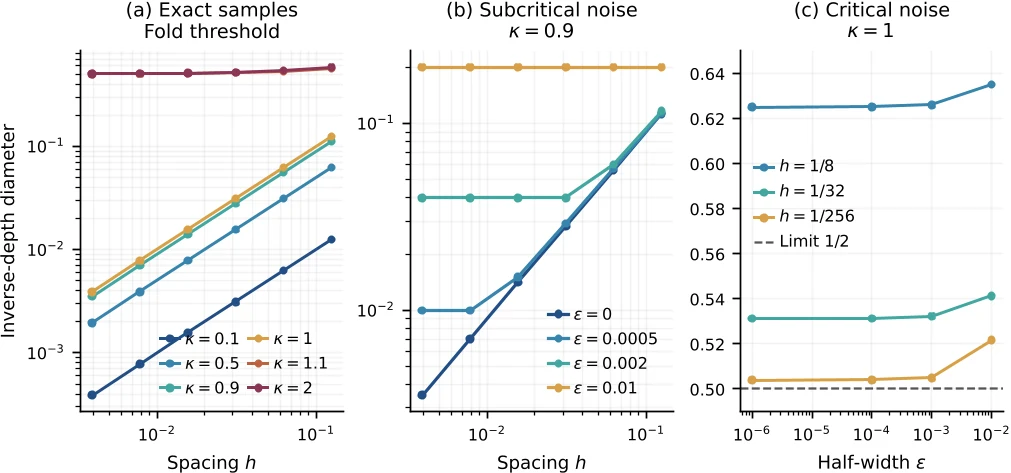 (a) Exact samples
Fold threshold
Inverse-depth diameter
10⁻¹
10⁻²
10⁻³
κ = 0.1
κ = 0.5
κ = 0.9
κ = 1
κ = 1.1
κ = 2
10⁻² 10⁻¹
Spacing h
(b) Subcritical noise
κ = 0.9
10⁻¹
10⁻²
ε = 0
ε = 0.0005
ε = 0.002
ε = 0.01
10⁻² 10⁻¹
Spacing h
(c) Critical noise
κ = 1
0.64
0.62
0.60
0.58
0.56
0.54
0.52
0.50
h = 1/8
h = 1/32
h = 1/256
Limit 1/2
10⁻⁶ 10⁻⁵ 10⁻⁴ 10⁻³ 10⁻²
Half-width ε